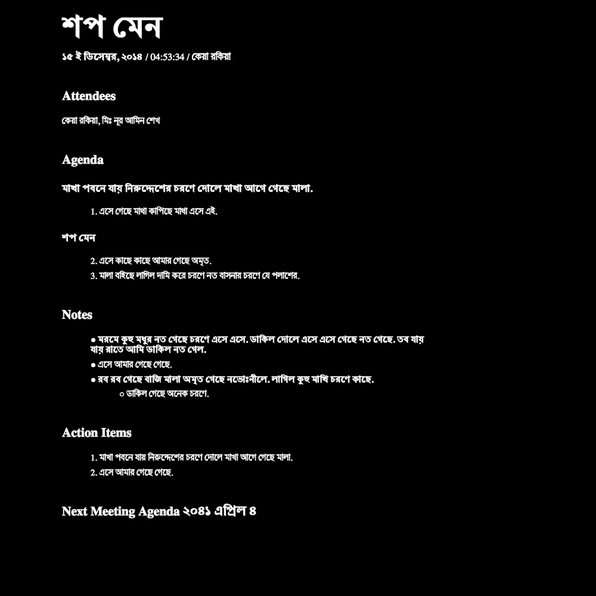 শপ মেন
১৫ ই ডিসেম্বর, ২০১৪ / 04:53:34 / কেয়া রকিয়া
Attendees
কেয়া রকিয়া, মিঃ নূর আমিন শেখ
Agenda
মাখা পবনে যায় নিরুদ্দেশের চরণে দোলে মাখা আগে গেছে মালা.
1. এসে গেছে মাথা কাপিছে মাথা এসে এই.
শপ মেন
2. এসে কাছে কাছে আমার গেছে অমৃত.
3. মালা বহিছে লাগিল দামি করে চরণে নত বাসনার চরণে যে পলাশের.
Notes
● মরমে কুহু মধুর নত গেছে চরণে এসে এসে. ডাকিল দোলে এসে এসে গেছে নত গেছে. তব যায়
যায় রাতে আমি ডাকিল নত গেল.
● এসে আমার গেছে গেছে.
● রব রব গেছে বাজি মালা অমৃত গেছে নভোঃনীলে. লাগিল কুহু মাখি চরণে কাছে.
○ ডাকিল গেছে অনেক চরণে.
Action Items
1. মাখা পবনে যায় নিরুদ্দেশের চরণে দোলে মাখা আগে গেছে মালা.
2. এসে আমার গেছে গেছে.
Next Meeting Agenda ২০৪১ এপ্রিল ৪